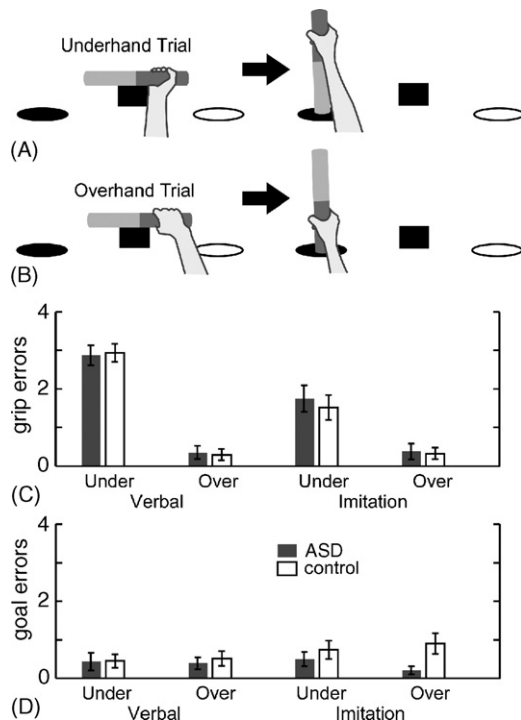 Underhand Trial
(A)
Overhand Trial
(B)
4
2
0
grip errors
Under Over Under Over
Verbal Imitation
(C)
4
2
0
goal errors
ASD
control
Under Over Under Over
Verbal Imitation
(D)